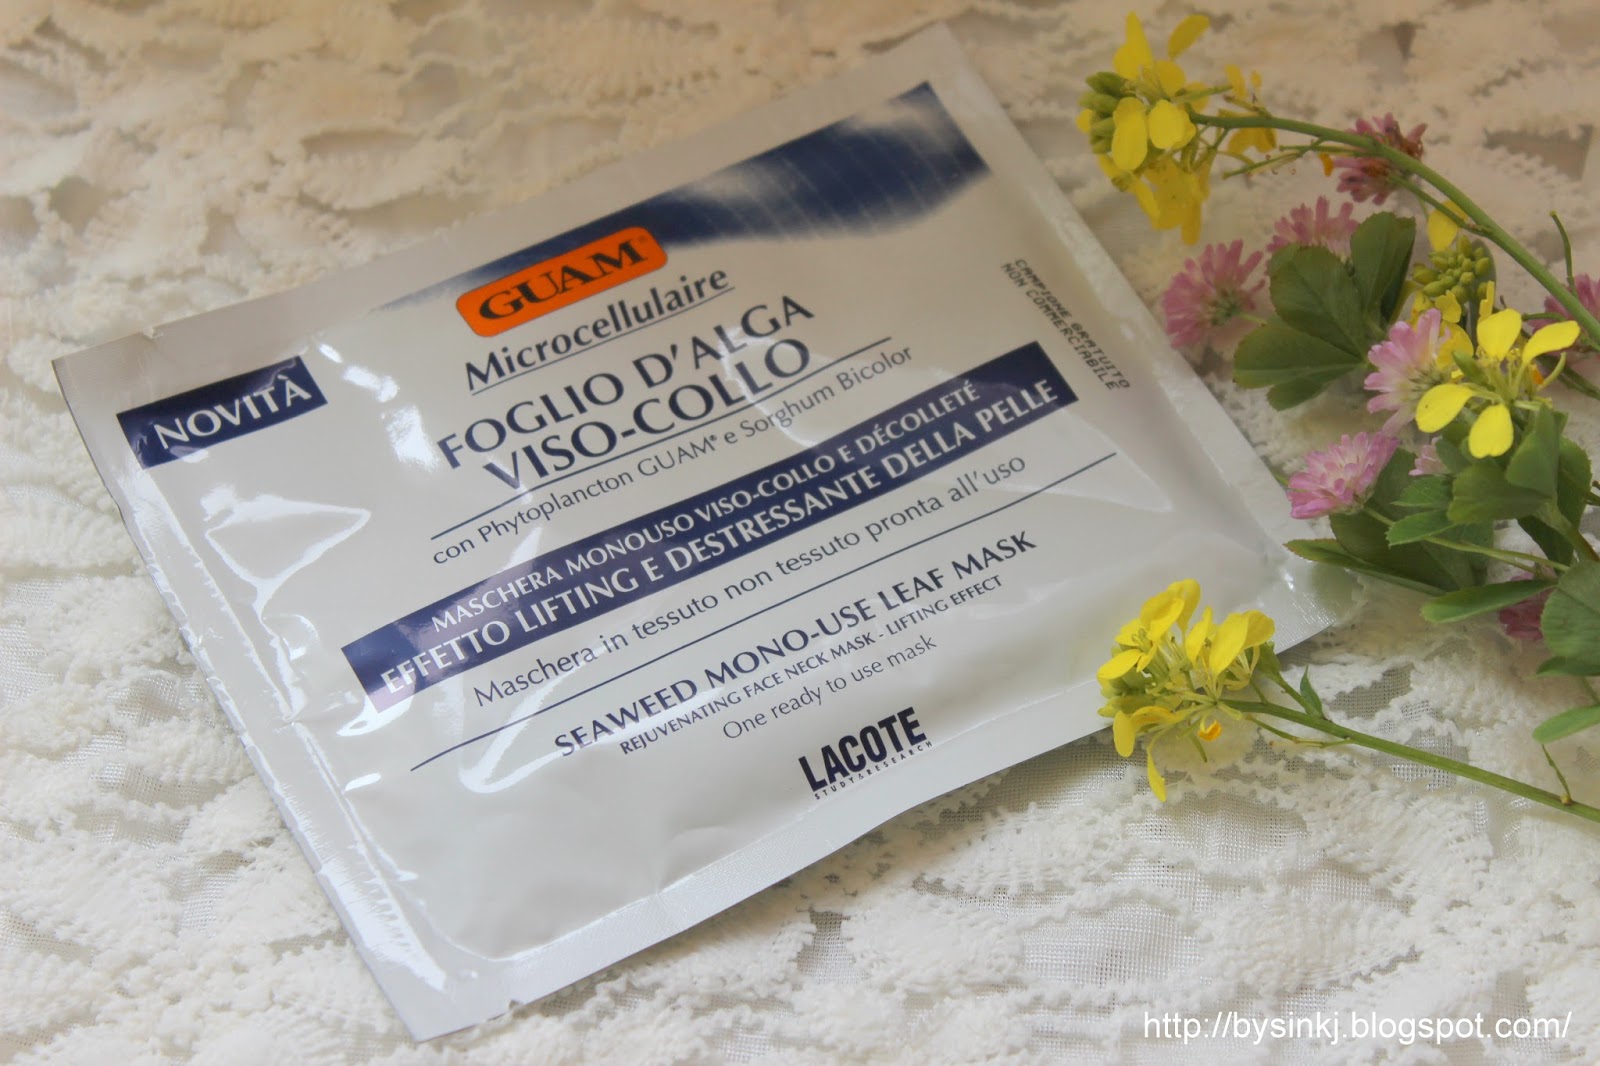 NOVITÀ
GUAM®
Microcellulaire
FOGLIO D'ALGA
VISO-COLLO
con Phytoplancton GUAM® e Sorghum Bicolor
MASCHERA MONOUSO VISO-COLLO E DÉCOLLETÉ
EFFETTO LIFTING E DESTRESSANTE DELLA PELLE
Maschera in tessuto non tessuto pronta all'uso
SEAWEED MONO-USE LEAF MASK
REJUVENATING FACE NECK MASK - LIFTING EFFECT
One ready to use mask
LACOTE
STUDY&RESEARCH
CAMPIONE GRATUITO
NON COMMERCIABILE
http://bysinkj.blogspot.com/